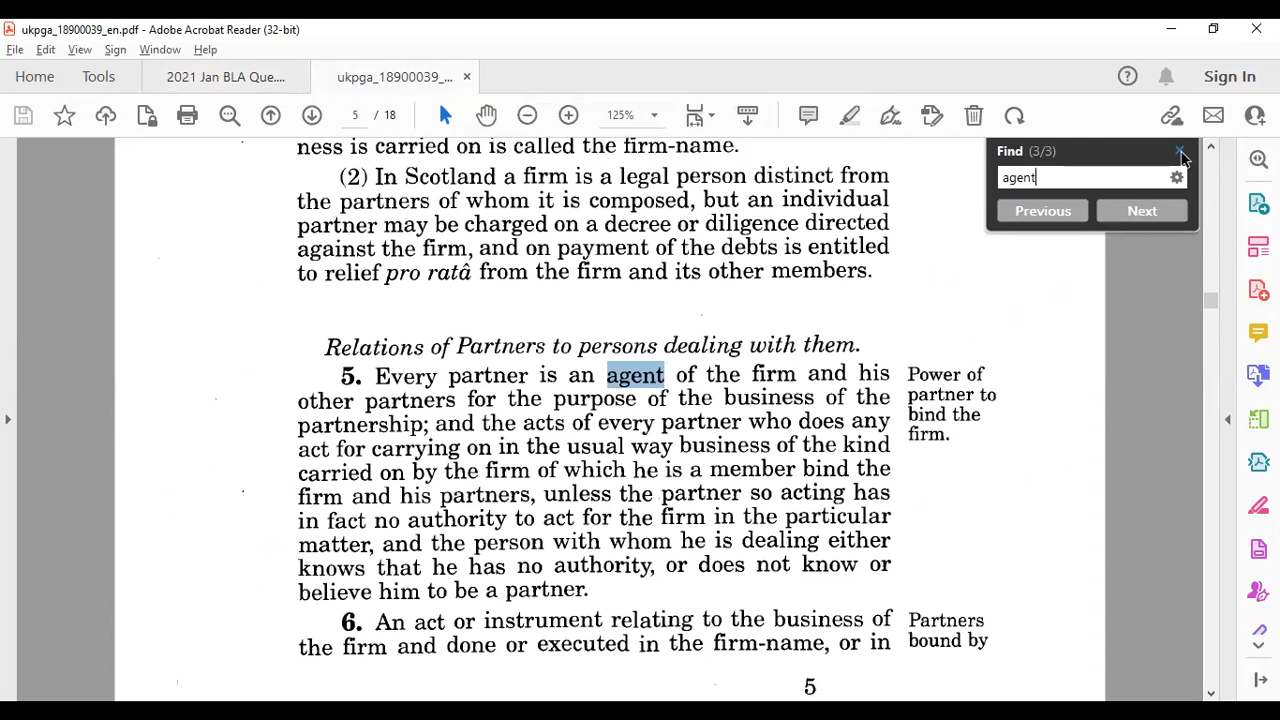 ukpga_18900039_en.pdf - Adobe Acrobat Reader (32-bit)
File Edit View Sign Window Help
Home Tools 2021 Jan BLA Que.... ukpga_18900039_... × Sign In
5 / 18 125%
Find (3/3)
agent
Previous Next
ness is carried on is called the firm-name.
(2) In Scotland a firm is a legal person distinct from
the partners of whom it is composed, but an individual
partner may be charged on a decree or diligence directed
against the firm, and on payment of the debts is entitled
to relief pro ratâ from the firm and its other members.
Relations of Partners to persons dealing with them.
5. Every partner is an agent of the firm and his
other partners for the purpose of the business of the
partnership; and the acts of every partner who does any
act for carrying on in the usual way business of the kind
carried on by the firm of which he is a member bind the
firm and his partners, unless the partner so acting has
in fact no authority to act for the firm in the particular
matter, and the person with whom he is dealing either
knows that he has no authority, or does not know or
believe him to be a partner.
Power of
partner to
bind the
firm.
6. An act or instrument relating to the business of
the firm and done or executed in the firm-name, or in
Partners
bound by
5